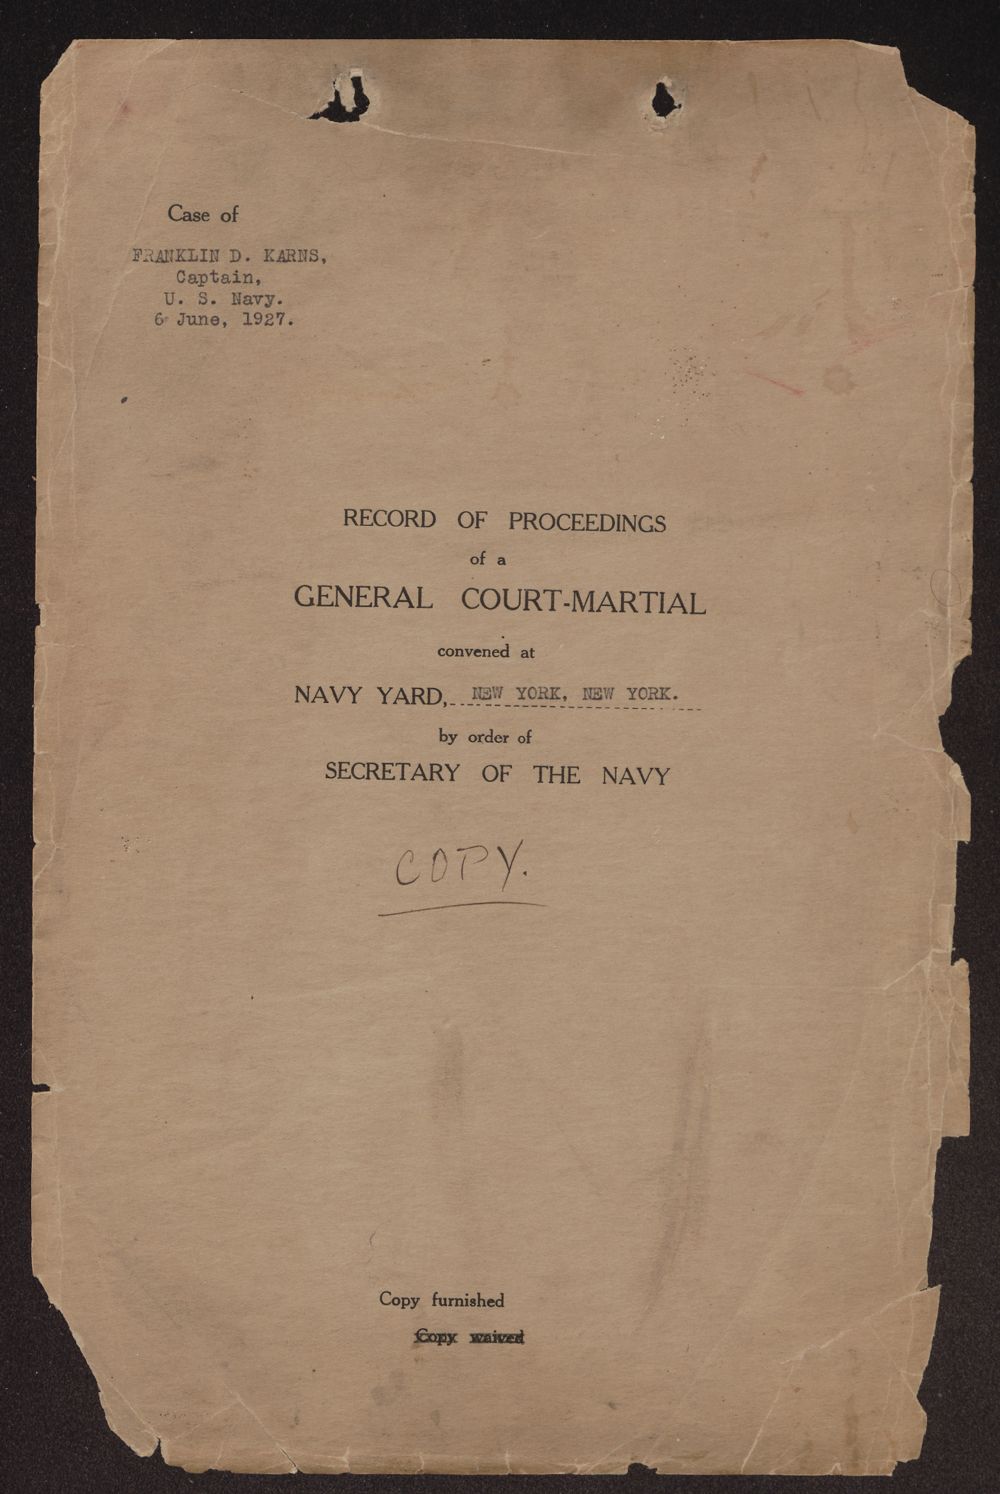 Case of
FRANKLIN D. KARNS,
Captain,
U. S. Navy.
6 June, 1927.
RECORD OF PROCEEDINGS
of a
GENERAL COURT-MARTIAL
convened at
NAVY YARD, NEW YORK, NEW YORK.
by order of
SECRETARY OF THE NAVY
COPY.
Copy furnished
Copy waived